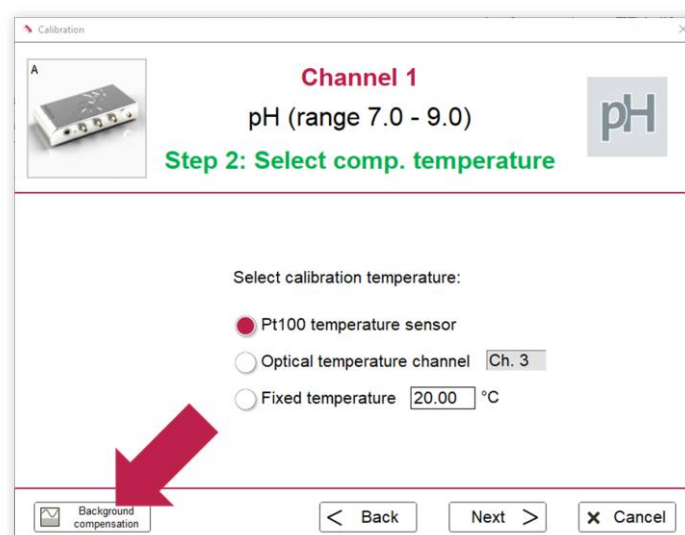 Calibration
A
Channel 1
pH (range 7.0 - 9.0)
pH
Step 2: Select comp. temperature
Select calibration temperature:
Pt100 temperature sensor
Optical temperature channel Ch. 3
Fixed temperature 20.00 °C
Background
compensation
< Back Next > Cancel